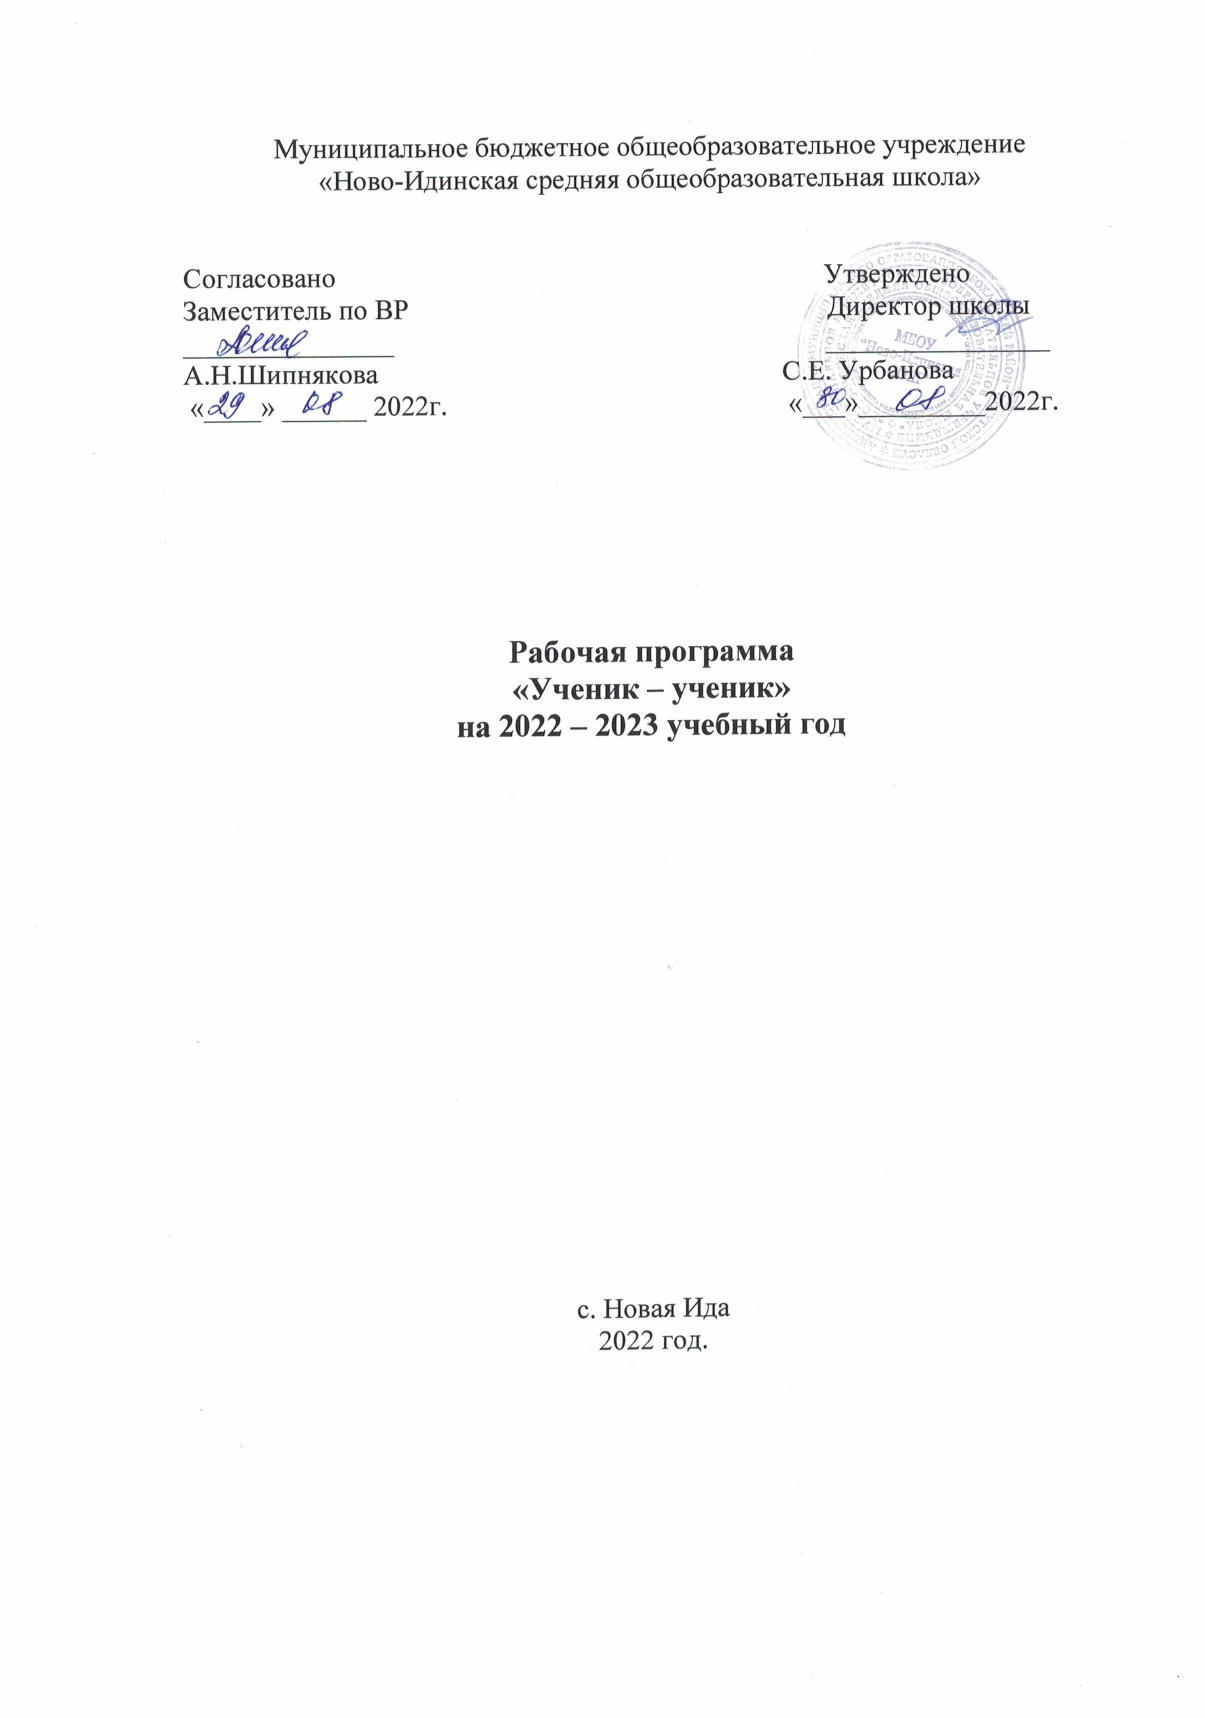 Муниципальное бюджетное общеобразовательное учреждение
«Ново-Идинская средняя общеобразовательная школа»
Согласовано
Заместитель по ВР
А.Н.Шипнякова
«29» 08 2022г.
Утверждено
Директор школы
С.Е. Урбанова
«30» 08 2022г.
МБОУ
Рабочая программа
«Ученик – ученик»
на 2022 – 2023 учебный год
с. Новая Ида
2022 год.